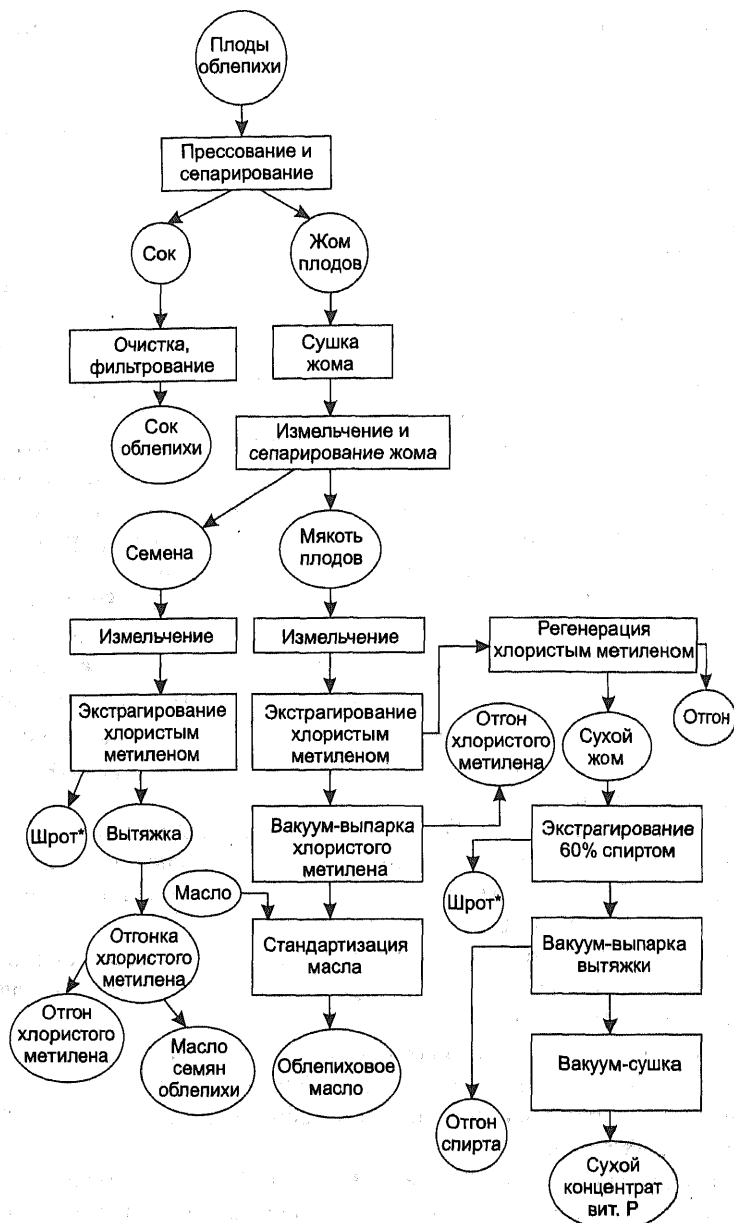 Плоды
облепихи
Прессование и
сепарирование
Сок
Жом
плодов
Очистка,
фильтрование
Сушка
жома
Сок
облепихи
Измельчение и
сепарирование жома
Семена
Мякоть
плодов
Измельчение
Измельчение
Регенерация
хлористым метиленом
Экстрагирование
хлористым
метиленом
Экстрагирование
хлористым
метиленом
Отгон
хлористого
метилена
Сухой
жом
Отгон
Шрот*
Вытяжка
Вакуум-выпарка
хлористого
метилена
Экстрагирование
60% спиртом
Шрот*
Масло
Отгонка
хлористого
метилена
Стандартизация
масла
Вакуум-выпарка
вытяжки
Отгон
хлористого
метилена
Масло
семян
облепихи
Облепиховое
масло
Вакуум-сушка
Отгон
спирта
Сухой
концентрат
вит. Р